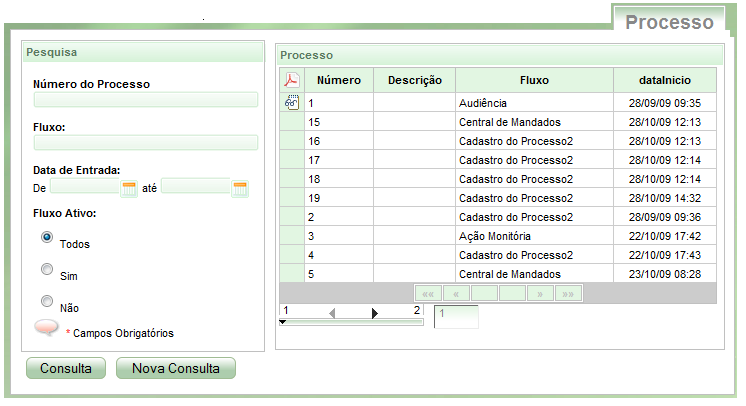 Processo
Pesquisa
Número do Processo
Fluxo:
Data de Entrada:
De até
Fluxo Ativo:
Todos
Sim
Não
* Campos Obrigatórios
Consulta Nova Consulta
Processo
Número Descrição Fluxo dataInicio
1 Audiência 28/09/09 09:35
15 Central de Mandados 28/10/09 12:13
16 Cadastro do Processo2 28/10/09 12:13
17 Cadastro do Processo2 28/10/09 12:14
18 Cadastro do Processo2 28/10/09 12:14
19 Cadastro do Processo2 28/10/09 14:32
2 Cadastro do Processo2 28/09/09 09:36
3 Ação Monitória 22/10/09 17:42
4 Cadastro do Processo2 22/10/09 17:43
5 Central de Mandados 23/10/09 08:28
«« « » »»
1 2 1